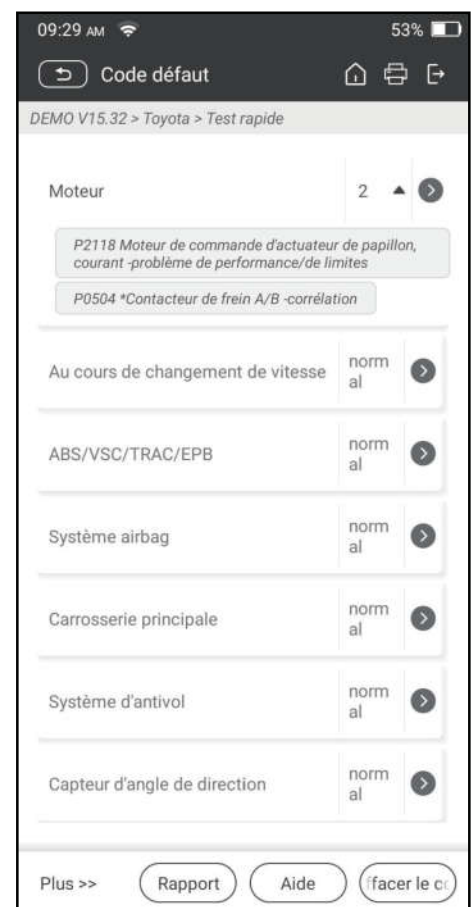 09:29 AM 53%
Code défaut
DEMO V15.32 > Toyota > Test rapide
Moteur 2
P2118 Moteur de commande d'actuateur de papillon,
courant -problème de performance/de limites
P0504 *Contacteur de frein A/B -corrélation
Au cours de changement de vitesse norm
al
ABS/VSC/TRAC/EPB norm
al
Système airbag norm
al
Carrosserie principale norm
al
Système d'antivol norm
al
Capteur d'angle de direction norm
al
Plus >> Rapport Aide ffacer le c